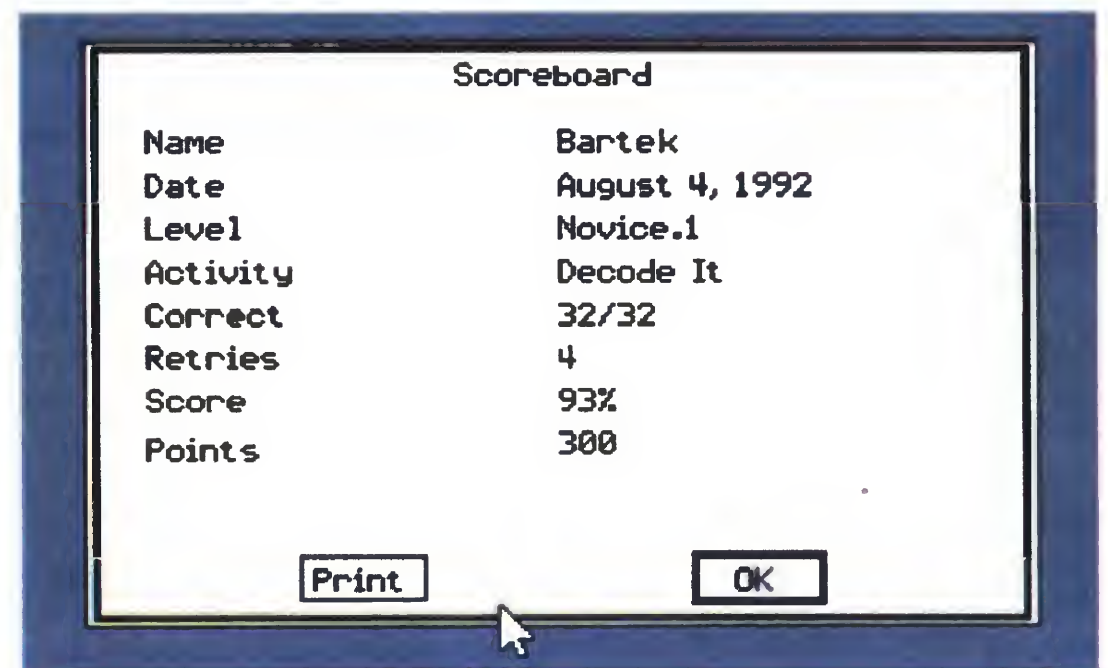 Scoreboard
Name Bartek
Date August 4, 1992
Level Novice.1
Activity Decode It
Correct 32/32
Retries 4
Score 93%
Points 300
Print OK